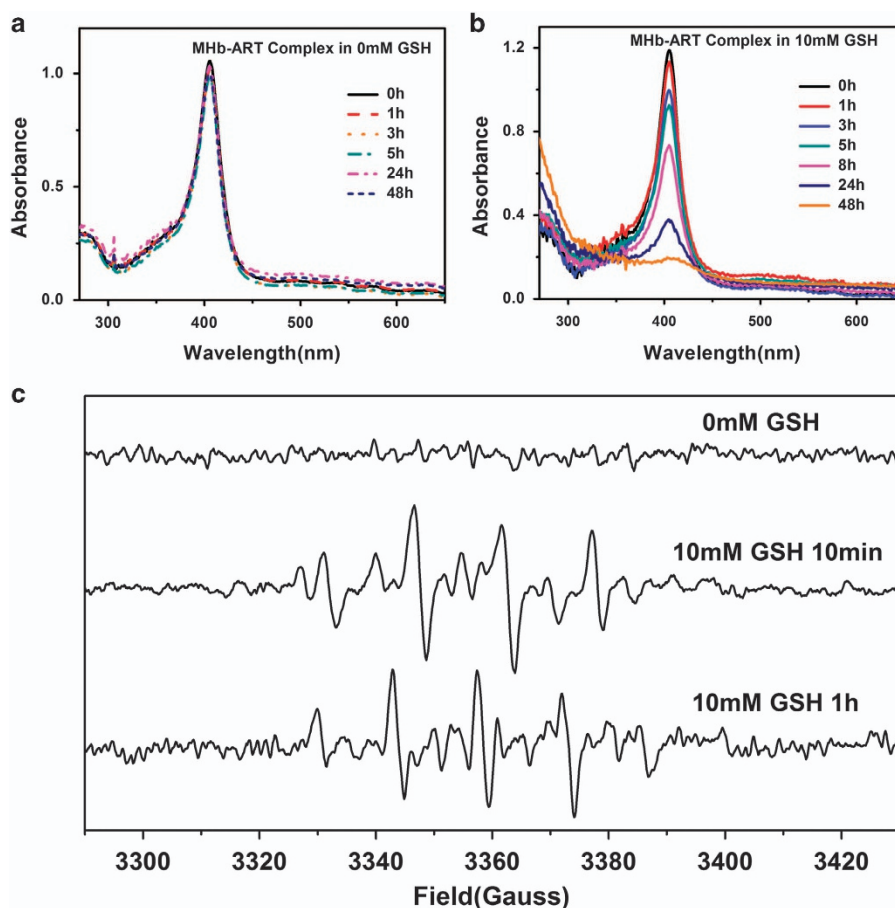 a
MHb-ART Complex in 0mM GSH
0h
1h
3h
5h
24h
48h
1.0
0.5
0.0
Absorbance
300 400 500 600
Wavelength(nm)
b
MHb-ART Complex in 10mM GSH
0h
1h
3h
5h
8h
24h
48h
1.2
0.8
0.4
0.0
Absorbance
300 400 500 600
Wavelength(nm)
c
0mM GSH
10mM GSH 10min
10mM GSH 1h
3300 3320 3340 3360 3380 3400 3420
Field(Gauss)